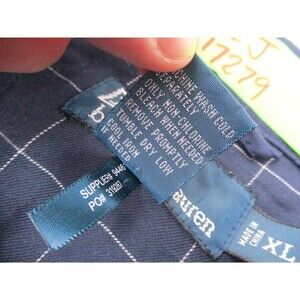 J
17279
MACHINE WASH COLD
SEPARATELY
ONLY NON-CHLORINE
BLEACH WHEN NEEDED
TUMBLE DRY LOW
REMOVE PROMPTLY
COOL IRON
IF NEEDED
SUPPLIER#
PO#
auren
MADE IN
CHINA
XL